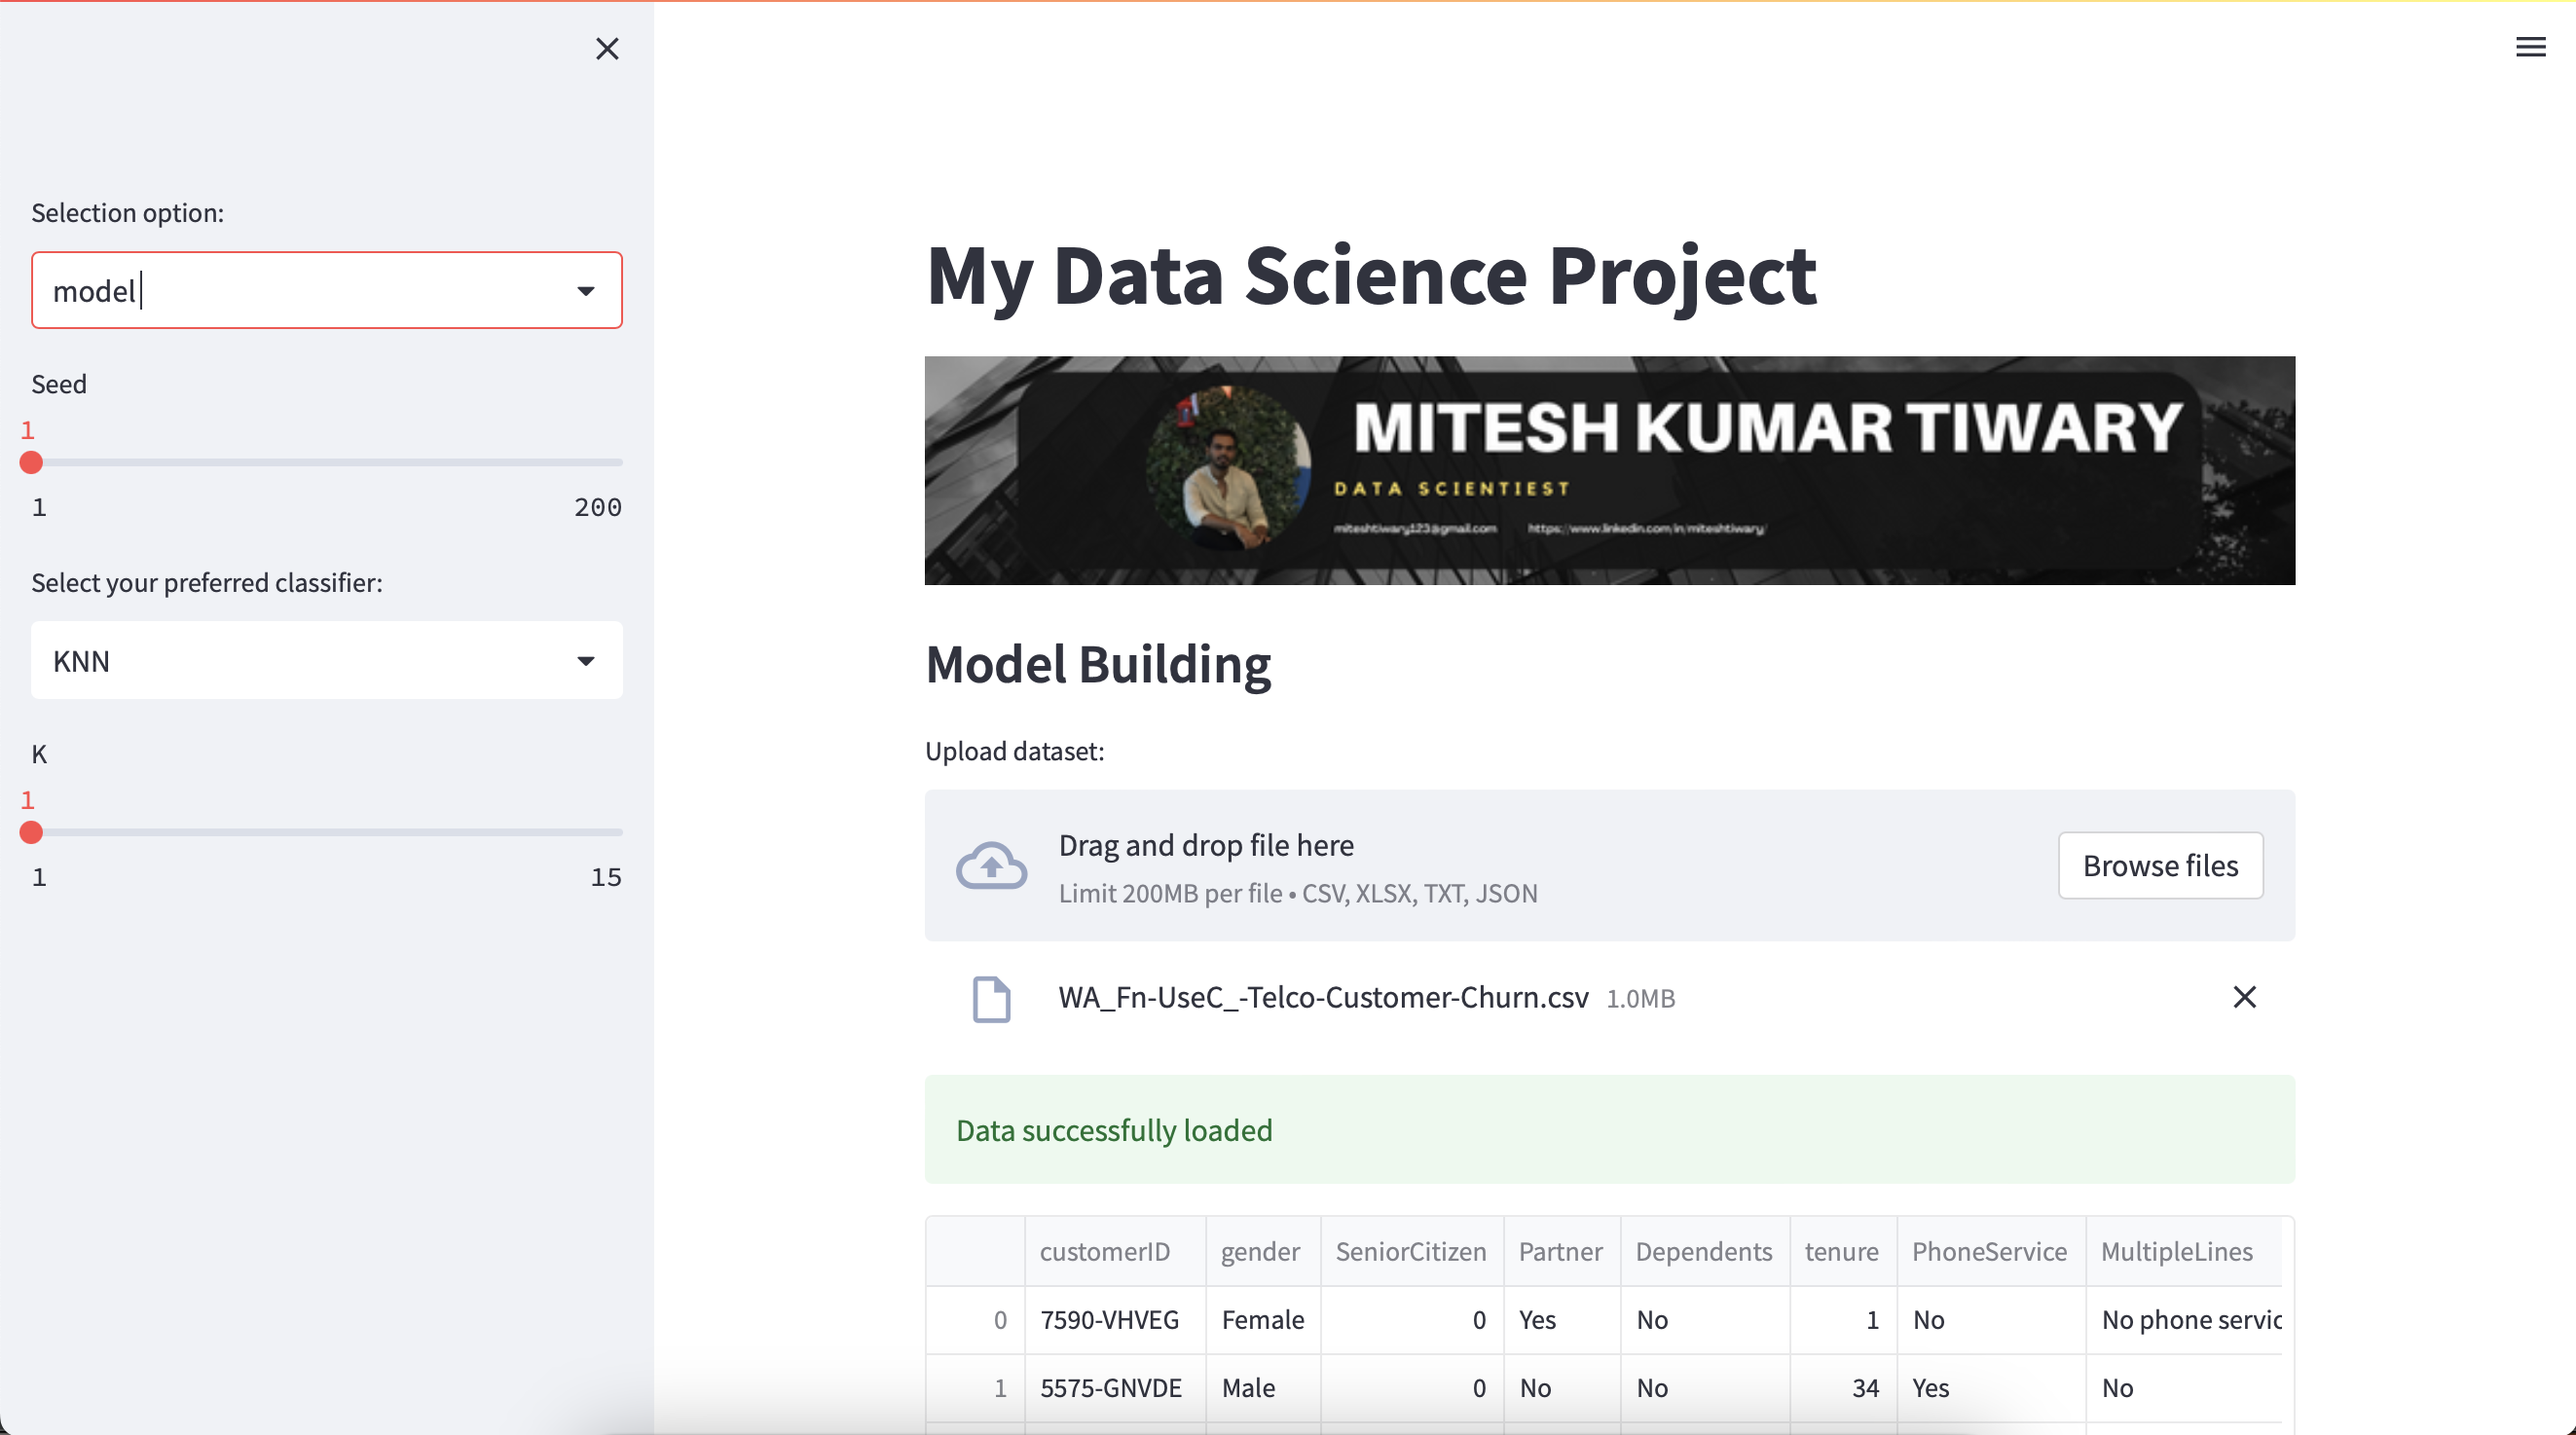 Selection option:
model
Seed
1
1 200
Select your preferred classifier:
KNN
K
1
1 15
My Data Science Project
MITESH KUMAR TIWARY
DATA SCIENTIEST
miteshtiwary123@gmail.com https://www.linkedin.com/in/miteshtiwary/
Model Building
Upload dataset:
Drag and drop file here
Limit 200MB per file • CSV, XLSX, TXT, JSON
Browse files
WA_Fn-UseC_-Telco-Customer-Churn.csv 1.0MB
Data successfully loaded
customerID gender SeniorCitizen Partner Dependents tenure PhoneService MultipleLines
0 7590-VHVEG Female 0 Yes No 1 No No phone servic
1 5575-GNVDE Male 0 No No 34 Yes No